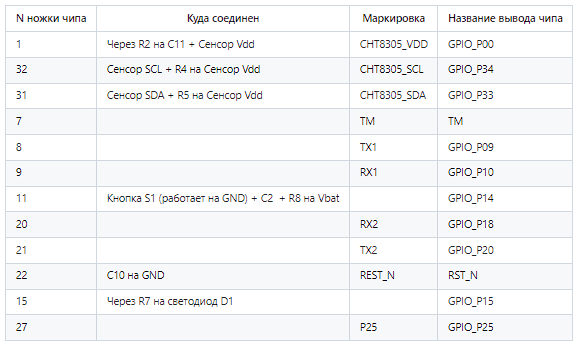 N ножки чипа Куда соединен Маркировка Название вывода чипа
1 Через R2 на C11 + Сенсор Vdd CHT8305_VDD GPIO_P00
32 Сенсор SCL + R4 на Сенсор Vdd CHT8305_SCL GPIO_P34
31 Сенсор SDA + R5 на Сенсор Vdd CHT8305_SDA GPIO_P33
7 TM TM
8 TX1 GPIO_P09
9 RX1 GPIO_P10
11 Кнопка S1 (работает на GND) + C2 + R8 на Vbat GPIO_P14
20 RX2 GPIO_P18
21 TX2 GPIO_P20
22 C10 на GND REST_N RST_N
15 Через R7 на светодиод D1 GPIO_P15
27 P25 GPIO_P25